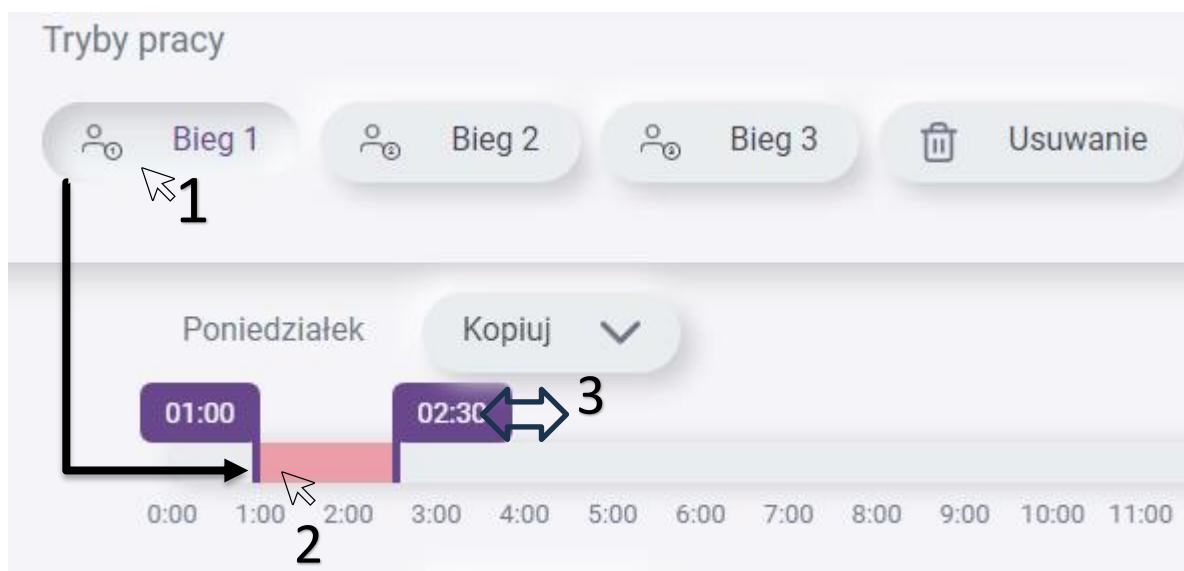 Tryby pracy
Bieg 1 Bieg 2 Bieg 3 Usuwanie
1
Poniedziałek Kopiuj
01:00 02:30 3
0:00 1:00 2:00 3:00 4:00 5:00 6:00 7:00 8:00 9:00 10:00 11:00
2